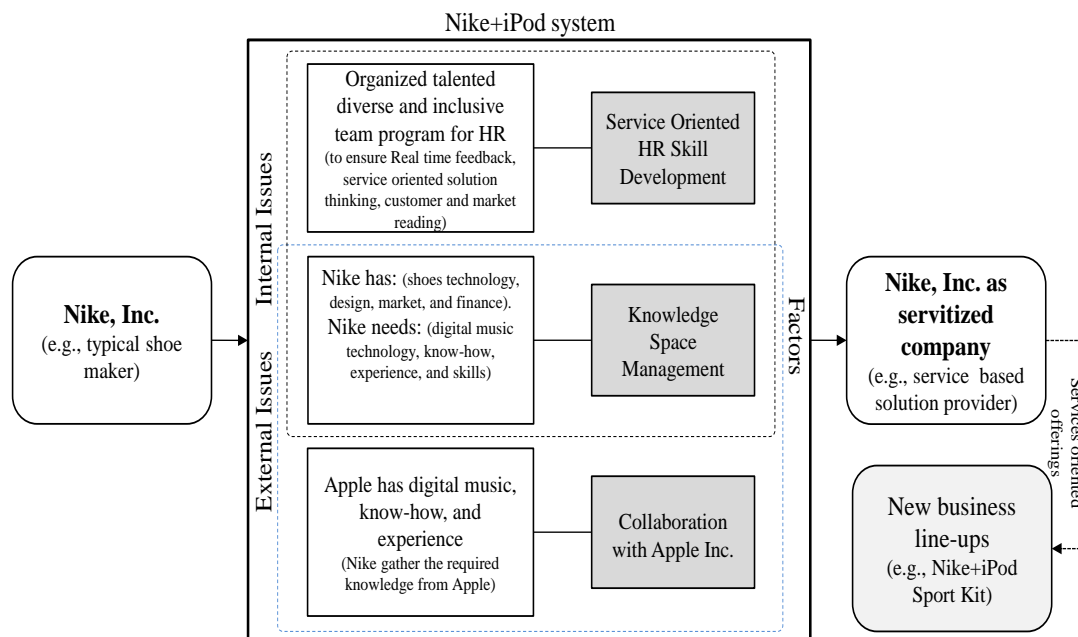 Nike+iPod system
Nike, Inc.
(e.g., typical shoe
maker)
Internal Issues
External Issues
Organized talented
diverse and inclusive
team program for HR
(to ensure Real time feedback,
service oriented solution
thinking, customer and market
reading)
Service Oriented
HR Skill
Development
Nike has: (shoes technology,
design, market, and finance).
Nike needs: (digital music
technology, know-how,
experience, and skills)
Knowledge
Space
Management
Apple has digital music,
know-how, and
experience
(Nike gather the required
knowledge from Apple)
Collaboration
with Apple Inc.
Factors
Nike, Inc. as
servitized
company
(e.g., service based
solution provider)
Services oriented
offerings
New business
line-ups
(e.g., Nike+iPod
Sport Kit)